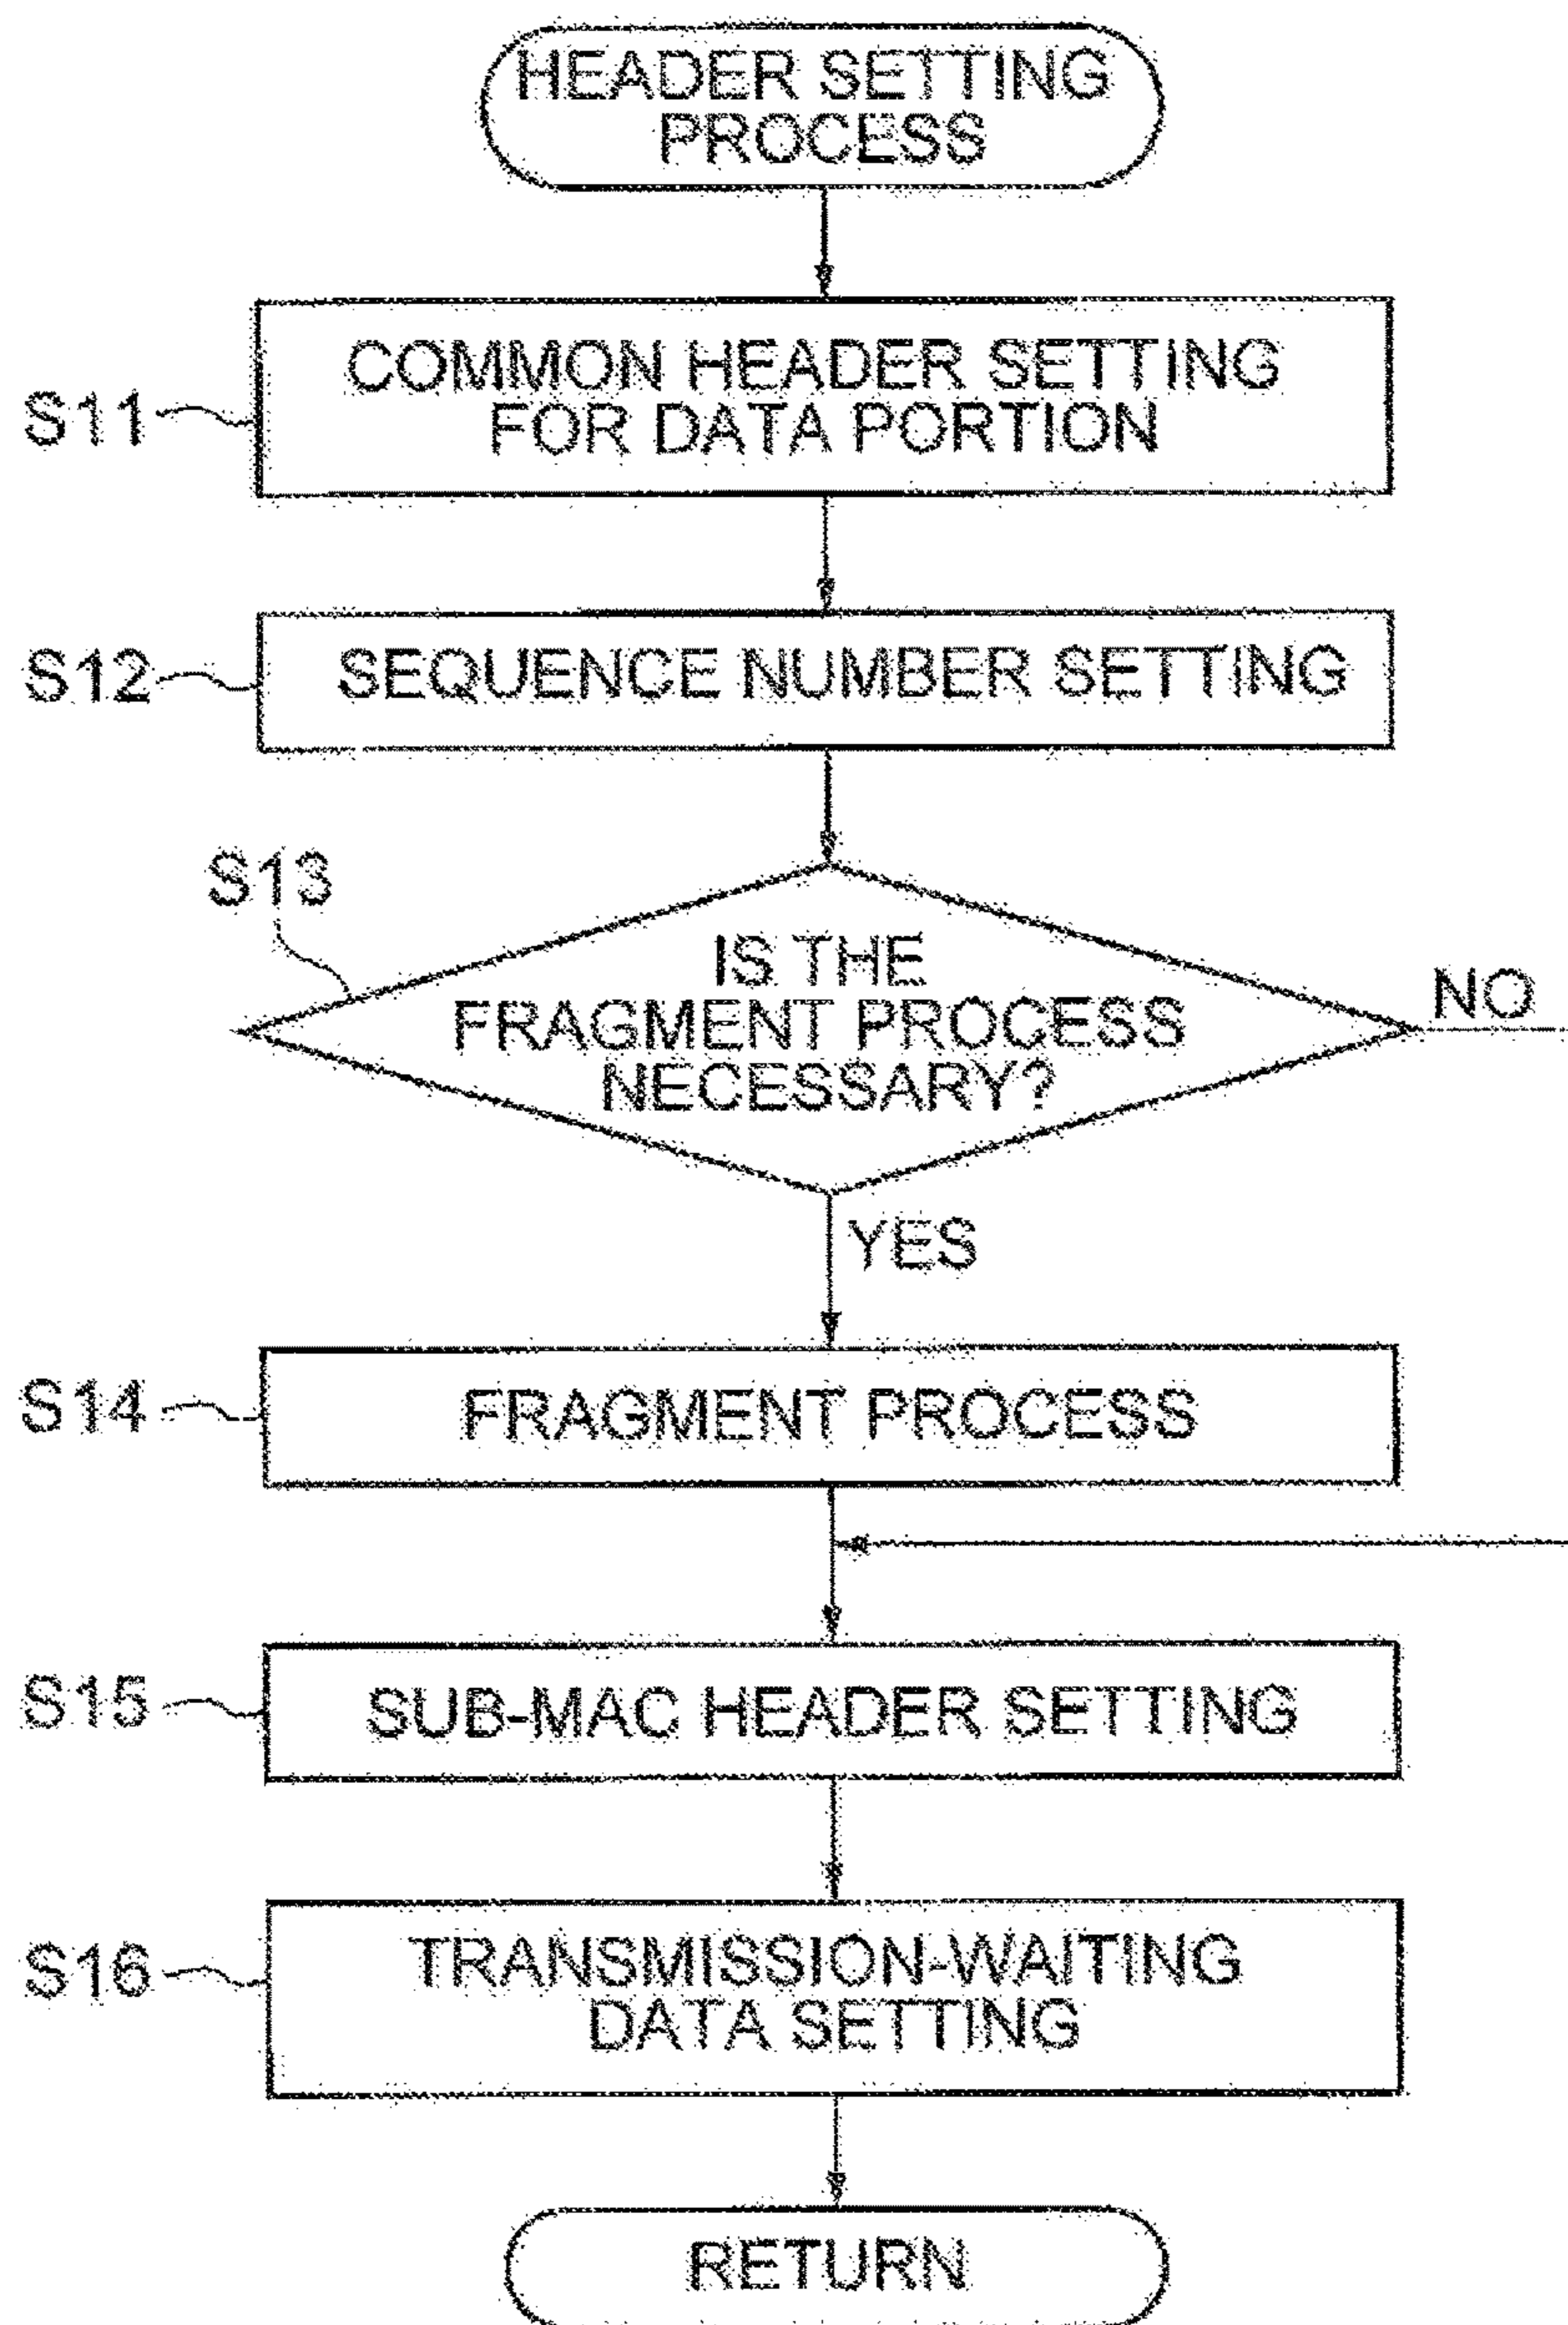 HEADER SETTING
PROCESS
S11
COMMON HEADER SETTING
FOR DATA PORTION
S12
SEQUENCE NUMBER SETTING
S13
IS THE
FRAGMENT PROCESS
NECESSARY?
NO
YES
S14
FRAGMENT PROCESS
S15
SUB-MAC HEADER SETTING
S16
TRANSMISSION-WAITING
DATA SETTING
RETURN